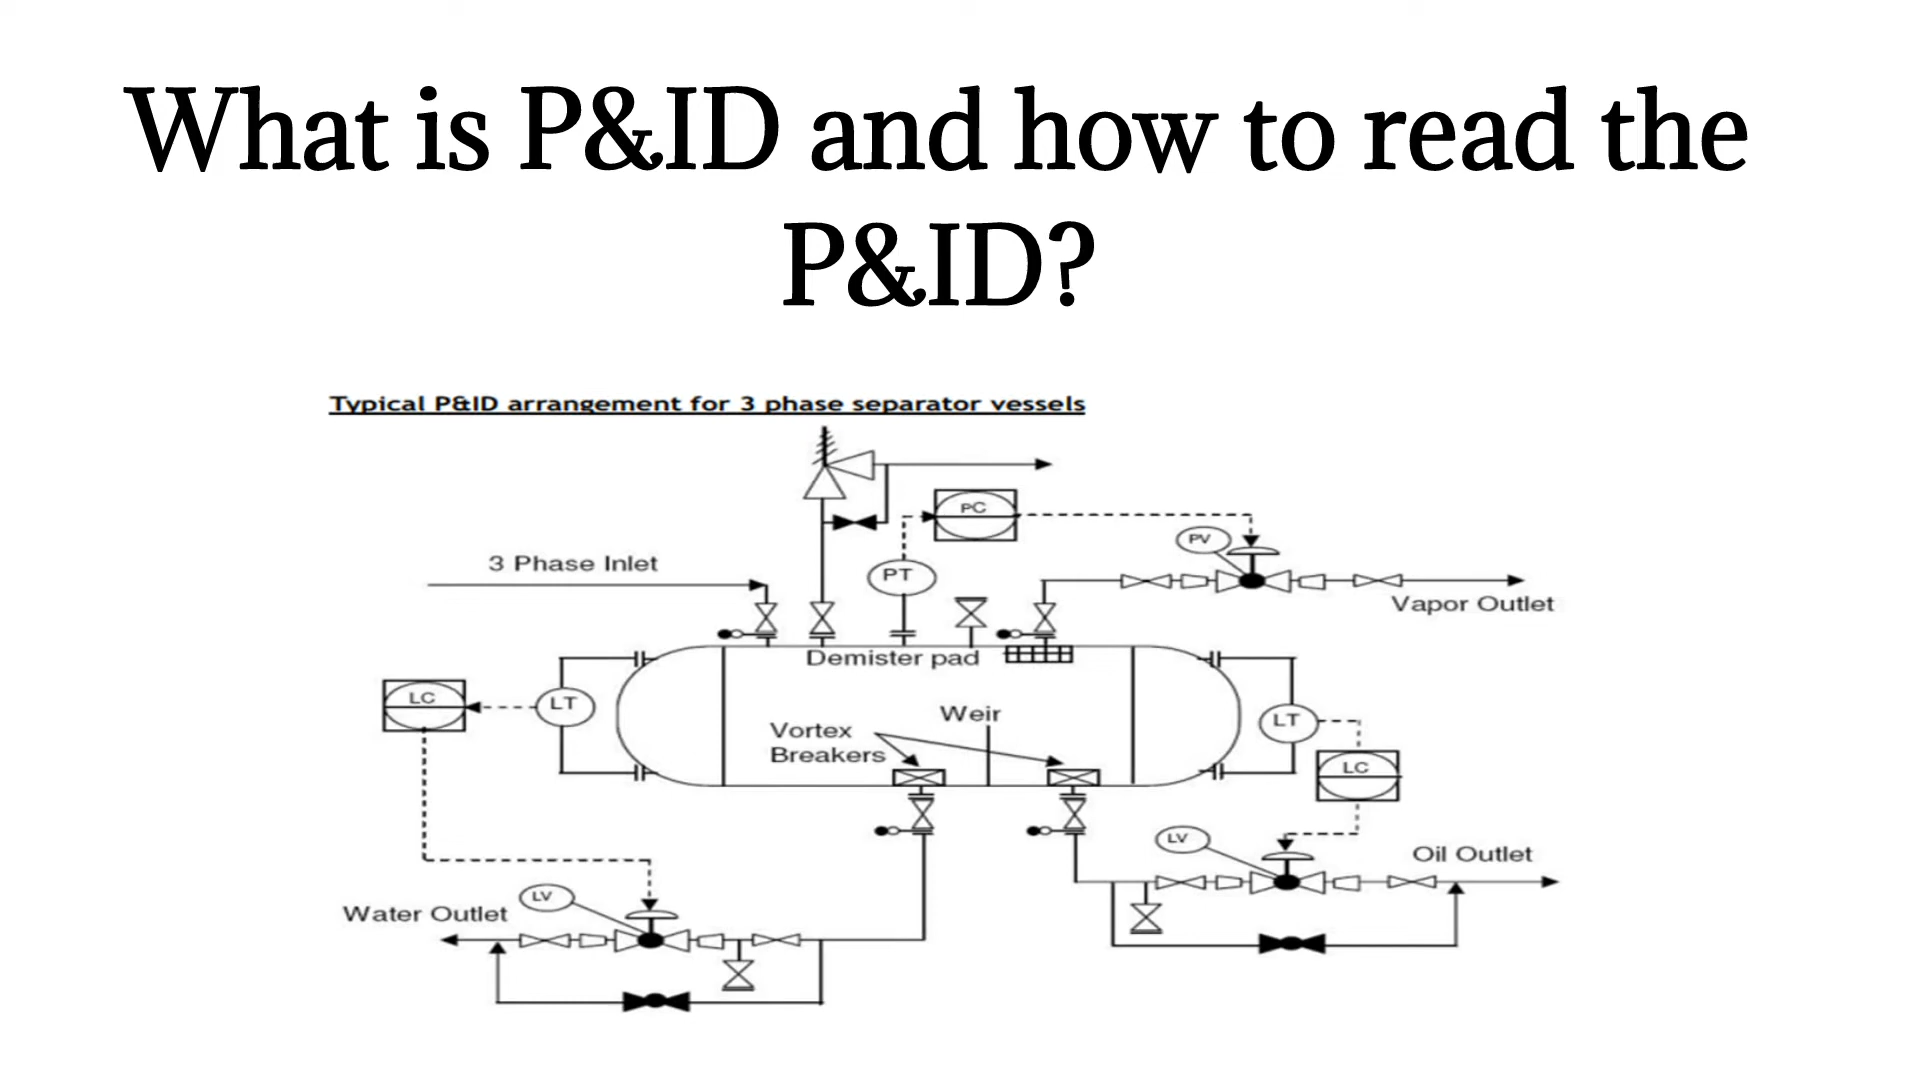 What is P&ID and how to read the
P&ID?
Typical P&ID arrangement for 3 phase separator vessels
PC
PV
3 Phase Inlet
PT
Vapor Outlet
Demister pad
LC
LT
Weir
Vortex
Breakers
LT
LC
LV
Oil Outlet
LV
Water Outlet